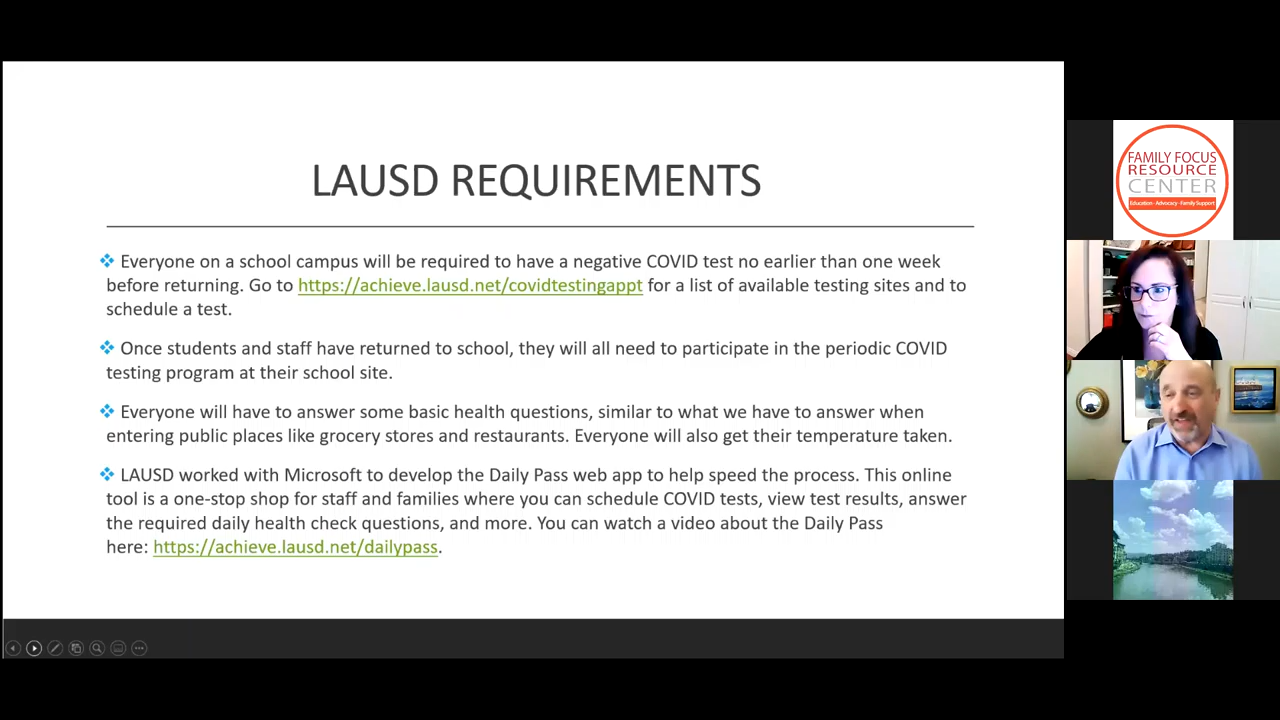 LAUSD REQUIREMENTS
Everyone on a school campus will be required to have a negative COVID test no earlier than one week
before returning. Go to https://achieve.lausd.net/covidtestingappt for a list of available testing sites and to
schedule a test.
Once students and staff have returned to school, they will all need to participate in the periodic COVID
testing program at their school site.
Everyone will have to answer some basic health questions, similar to what we have to answer when
entering public places like grocery stores and restaurants. Everyone will also get their temperature taken.
LAUSD worked with Microsoft to develop the Daily Pass web app to help speed the process. This online
tool is a one-stop shop for staff and families where you can schedule COVID tests, view test results, answer
the required daily health check questions, and more. You can watch a video about the Daily Pass
here: https://achieve.lausd.net/dailypass.
FAMILY FOCUS
RESOURCE
CENTER
Education - Advocacy - Family Support